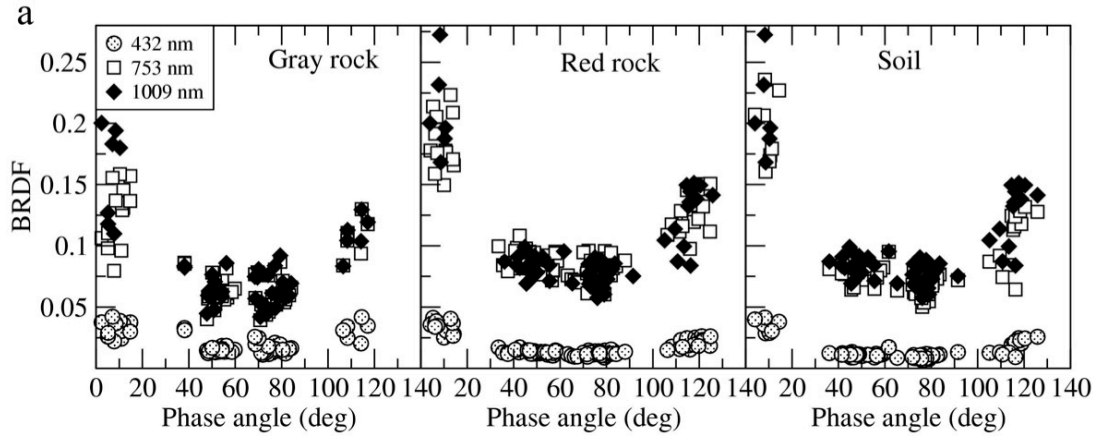 a
432 nm
753 nm
1009 nm
Gray rock
Red rock
Soil
BRDF
0.25
0.2
0.15
0.1
0.05
0 20 40 60 80 100 120 140 20 40 60 80 100 120 140 20 40 60 80 100 120 140
Phase angle (deg) Phase angle (deg) Phase angle (deg)